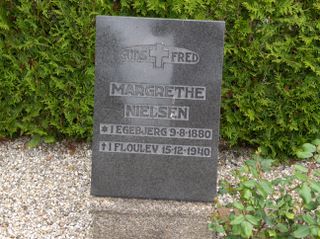 GUDS FRED
MARGRETHE
NIELSEN
* I EGEBJERG 9-8-1880
† I FLOULEV 15-12-1940